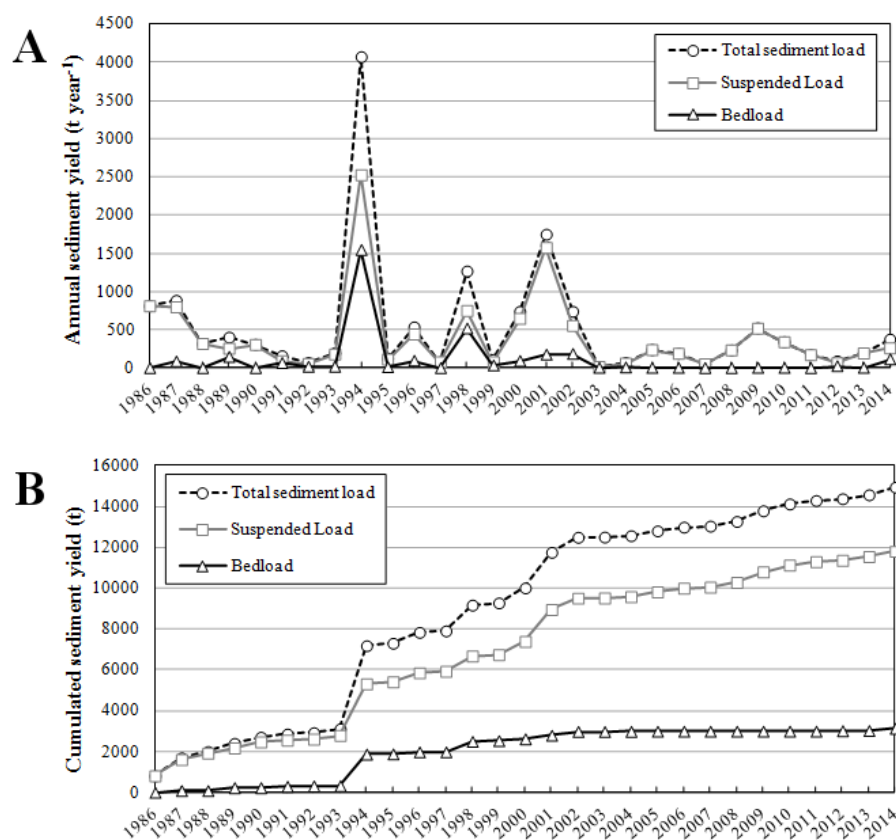 A
Annual sediment yield (t year⁻¹)
4500
4000
3500
3000
2500
2000
1500
1000
500
0
Total sediment load
Suspended Load
Bedload
1986 1987 1988 1989 1990 1991 1992 1993 1994 1995 1996 1997 1998 1999 2000 2001 2002 2003 2004 2005 2006 2007 2008 2009 2010 2011 2012 2013 2014
B
Cumulated sediment yield (t)
16000
14000
12000
10000
8000
6000
4000
2000
0
Total sediment load
Suspended Load
Bedload
1986 1987 1988 1989 1990 1991 1992 1993 1994 1995 1996 1997 1998 1999 2000 2001 2002 2003 2004 2005 2006 2007 2008 2009 2010 2011 2012 2013 2014